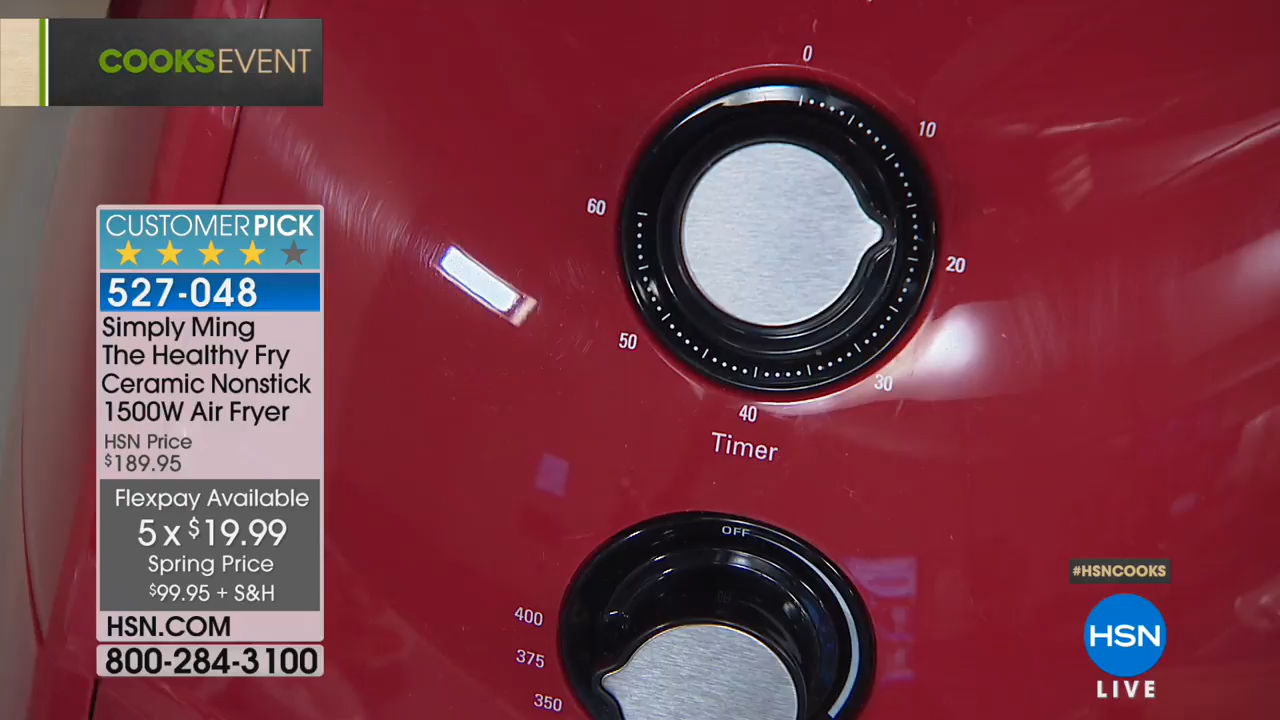 COOKSEVENT
CUSTOMERPICK
527-048
Simply Ming
The Healthy Fry
Ceramic Nonstick
1500W Air Fryer
HSN Price
$189.95
Flexpay Available
5 x $19.99
Spring Price
$99.95 + S&H
HSN.COM
800-284-3100
0
10
20
30
40
50
60
Timer
OFF
400
375
350
#HSNCOOKS
HSN
LIVE